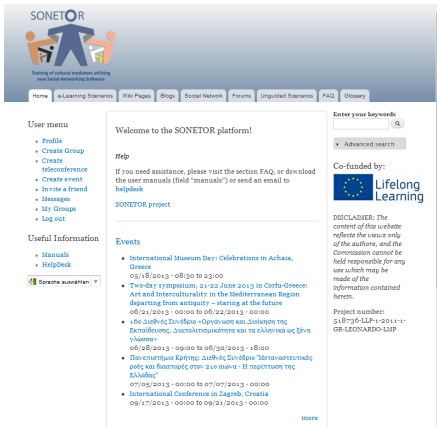 SONETOR
Training of cultural mediators utilising
new Social Networking Software
Home
e-Learning Scenarios
Wiki Pages
Blogs
Social Network
Forums
Unguided Scenarios
FAQ
Glossary
User menu
Profile
Create Group
Create
teleconference
Create event
Invite a friend
Messages
My Groups
Log out
Useful Information
Manuals
HelpDesk
Sprache auswählen
Welcome to the SONETOR platform!
Help
If you need assistance, please visit the section FAQ, or download
the user manuals (field "manuals") or send an email to
helpdesk
SONETOR project
Events
International Museum Day: Celebrations in Achaia,
Greece
05/18/2013 - 08:30 to 23:00
Two-day symposium, 21-22 June 2013 in Corfu-Greece:
Art and Interculturality in the Mediterranean Region
departing from antiquity – staring at the future
06/21/2013 - 00:00 to 06/22/2013 - 00:00
16ο Διεθνές Συνέδριο «Οργάνωση και Διοίκηση της
Εκπαίδευσης, Διαπολιτισμικότητα και τα ελληνικά ως ξένη
γλώσσα»
06/28/2013 - 09:00 to 06/30/2013 - 18:00
Πανεπιστήμιο Κρήτης: Διεθνές Συνέδριο "Μεταναστευτικές
ροές και διασπορές στον 21ο αιώνα - Η περίπτωση της
Ελλάδας"
07/05/2013 - 00:00 to 07/07/2013 - 00:00
International Conference in Zagreb, Croatia
09/17/2013 - 00:00 to 09/21/2013 - 00:00
more
Enter your keywords
Advanced search
Co-funded by:
Lifelong
Learning
DISCLAIMER: The
content of this website
reflects the views only
of the authors, and the
Commission cannot be
held responsible for any
use which may be
made of the
information contained
herein.
Project number:
518736-LLP-1-2011-1-
GR-LEONARDO-LMP